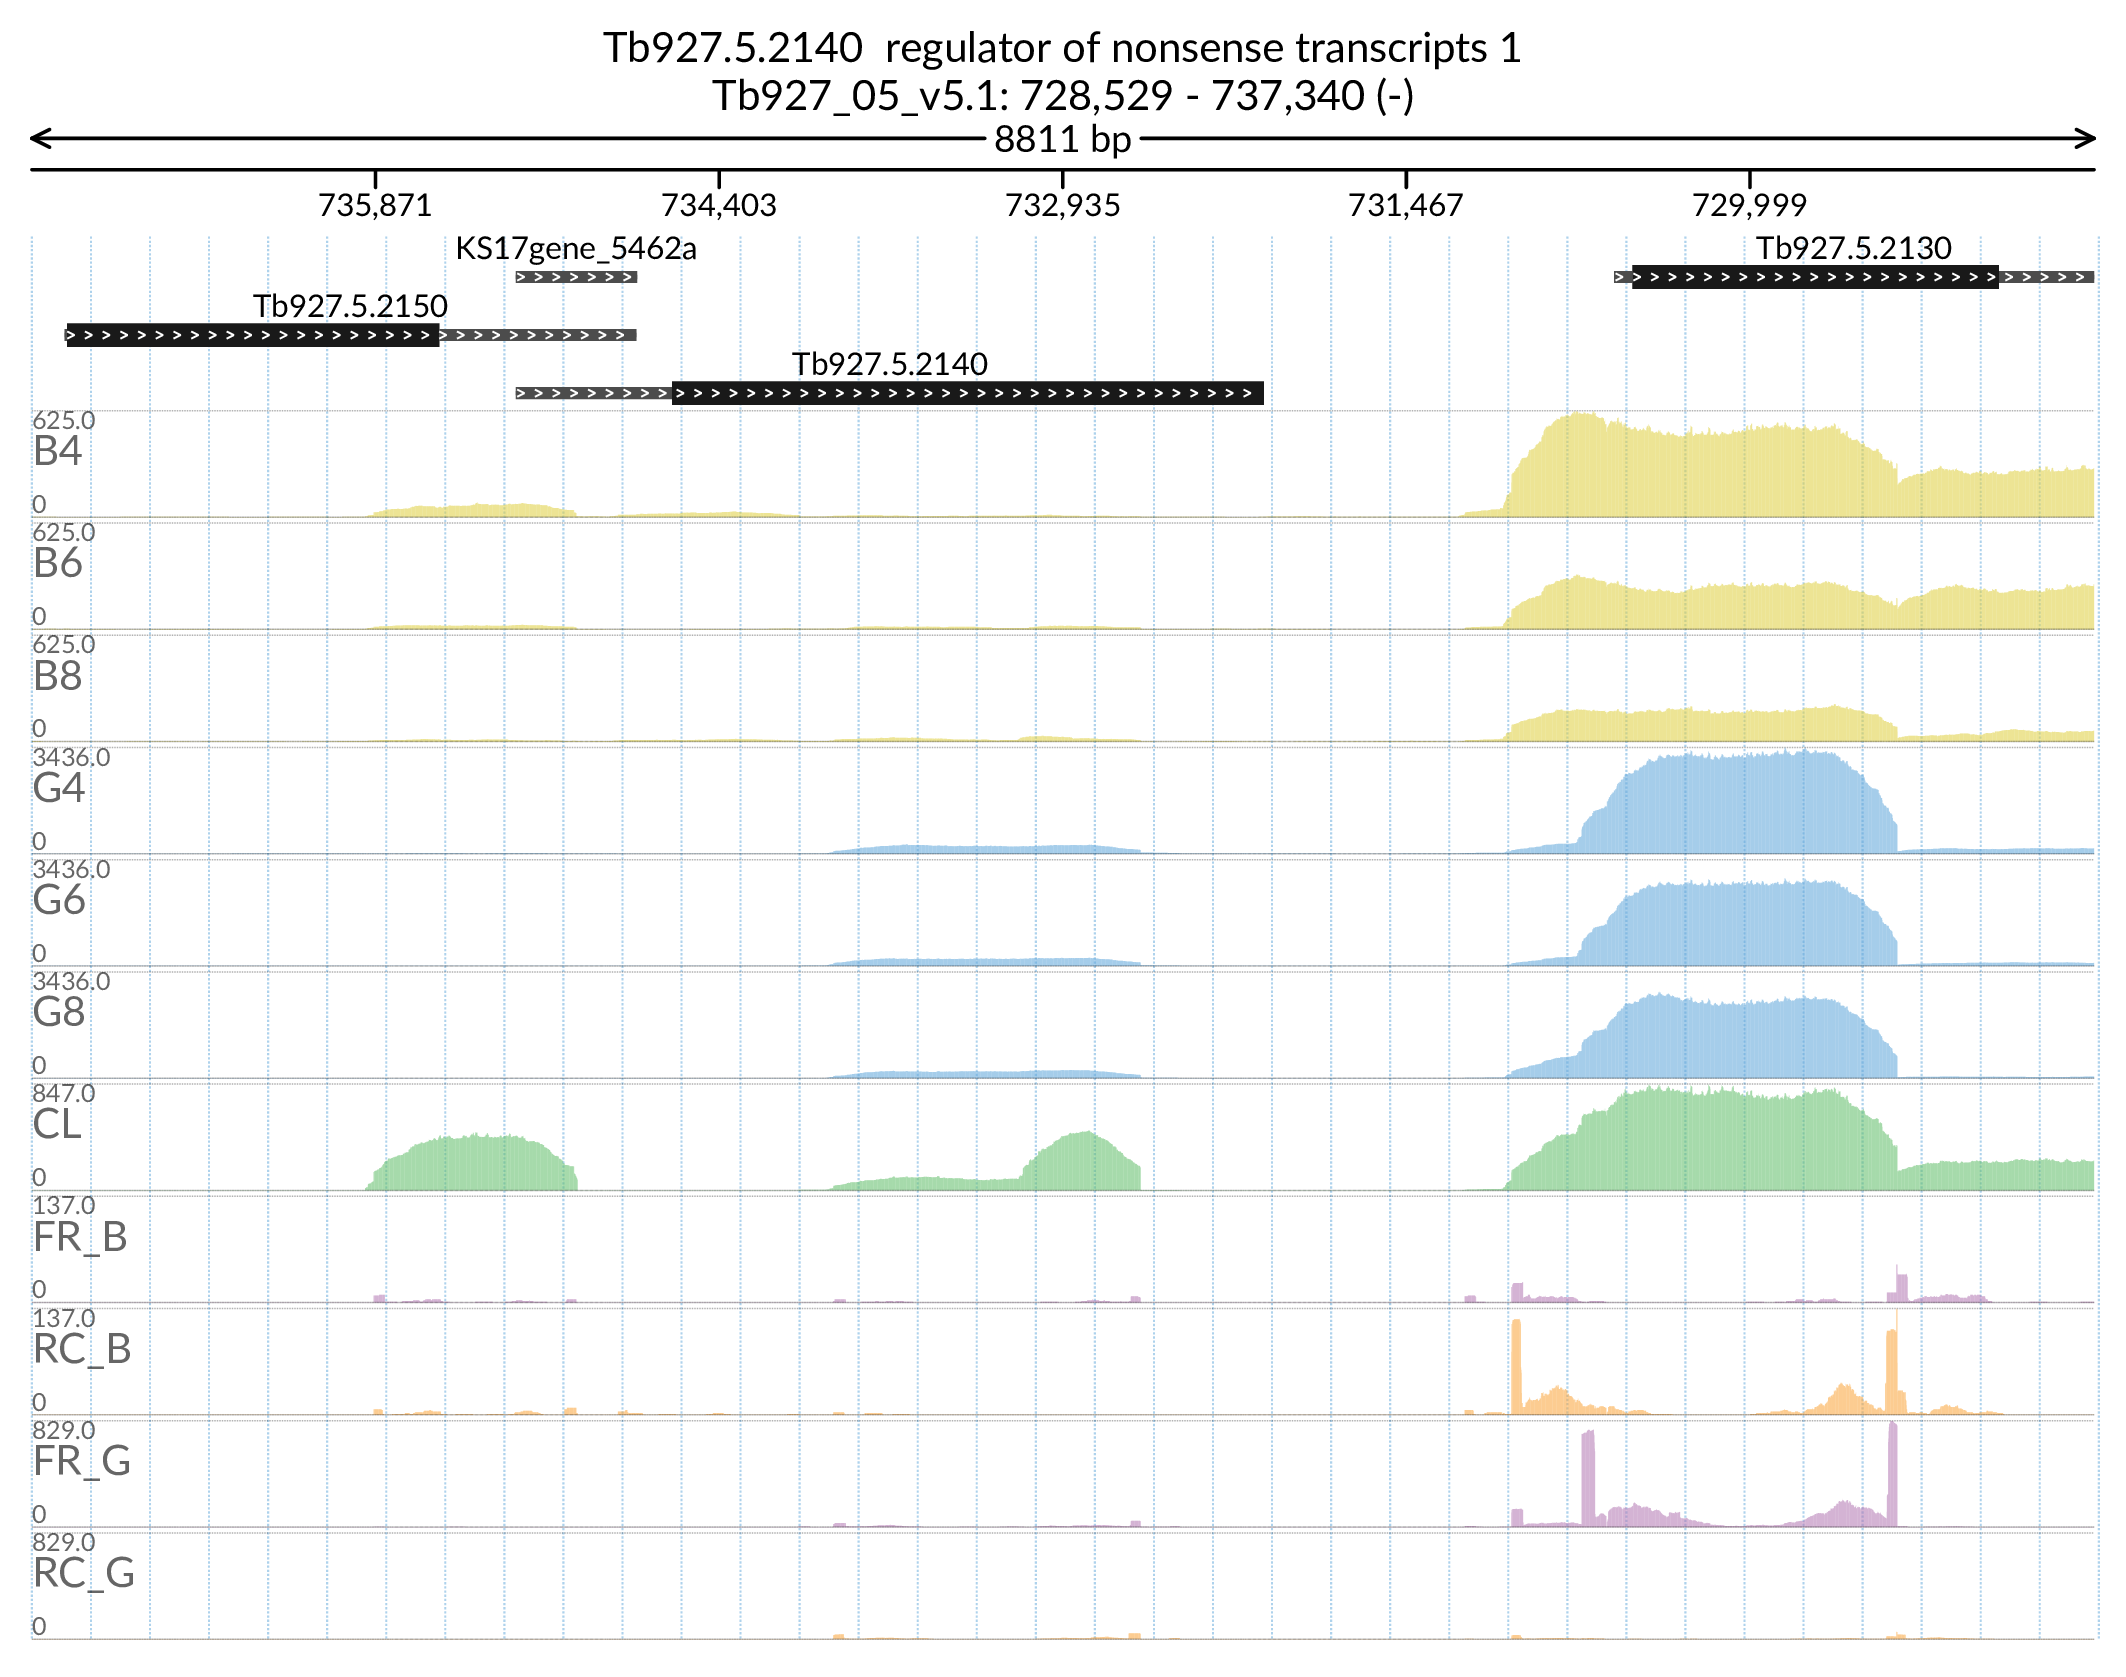 Tb927.5.2140  regulator of nonsense transcripts 1
Tb927_05_v5.1: 728,529 - 737,340 (-)
8811 bp
735,871 734,403 732,935 731,467 729,999
KS17gene_5462a Tb927.5.2130
Tb927.5.2150
Tb927.5.2140
625.0
B4
0
625.0
B6
0
625.0
B8
0
3436.0
G4
0
3436.0
G6
0
3436.0
G8
0
847.0
CL
0
137.0
FR_B
0
137.0
RC_B
0
829.0
FR_G
0
829.0
RC_G
0